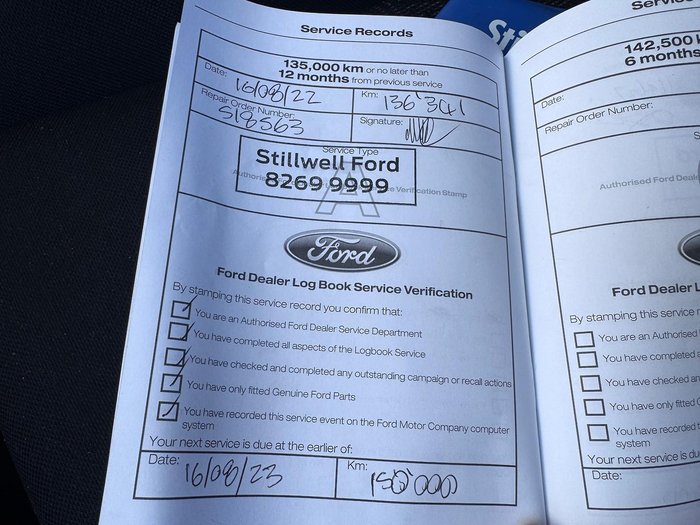 Service Records
135,000 km or no later than
12 months from previous service
Date: 16/08/22 Km: 136'341
Repair Order Number: 518563 Signature:
Service Type
A
Stillwell Ford
8269 9999
Verification Stamp
Ford
Ford Dealer Log Book Service Verification
By stamping this service record you confirm that:
You are an Authorised Ford Dealer Service Department
You have completed all aspects of the Logbook Service
You have checked and completed any outstanding campaign or recall actions
You have only fitted Genuine Ford Parts
You have recorded this service event on the Ford Motor Company computer
system
Your next service is due at the earlier of:
Date: 16/08/23 Km: 150'000
Sti
Servic
142,500
6 months
Date:
Repair Order Number:
Authorised Ford Deale
Ford Dealer L
By stamping this service r
You are an Authorised
You have completed
You have checked an
You have only fitted
You have recorded
system
Your next service is du
Date: